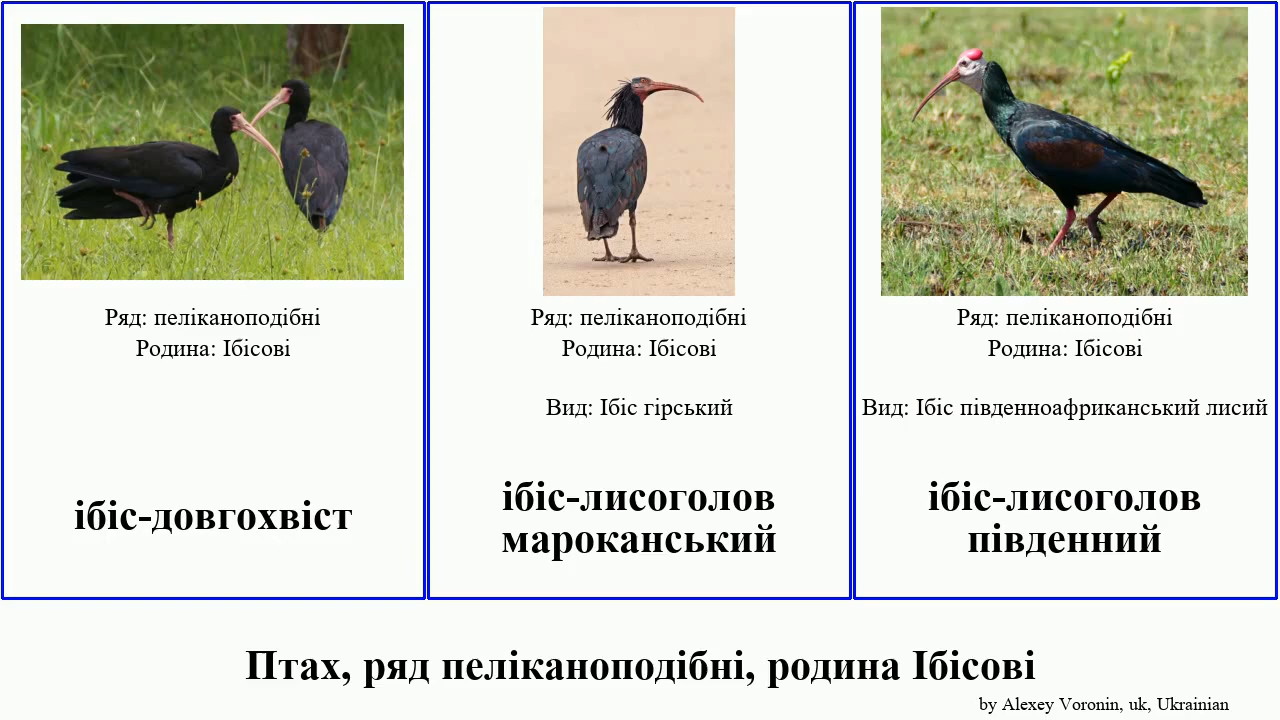 Ряд: пеліканоподібні
Родина: Ібісові
ібіс-довгохвіст
Ряд: пеліканоподібні
Родина: Ібісові
Вид: Ібіс гірський
ібіс-лисоголов
мароканський
Ряд: пеліканоподібні
Родина: Ібісові
Вид: Ібіс південноафриканський лисий
ібіс-лисоголов
південний
Птах, ряд пеліканоподібні, родина Ібісові
by Alexey Voronin, uk, Ukrainian